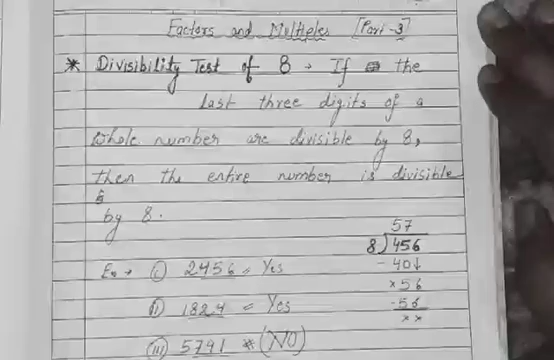 Factors and Multiples [Part-3]
* Divisibility Test of 8 → If the
last three digits of a
whole number are divisible by 8,
then the entire number is divisible
by 8.
Ex → (i) 2456 = Yes
(ii) 1824 = Yes
(iii) 5741 * (NO)
57
8)456
- 40↓
×56
-56
××